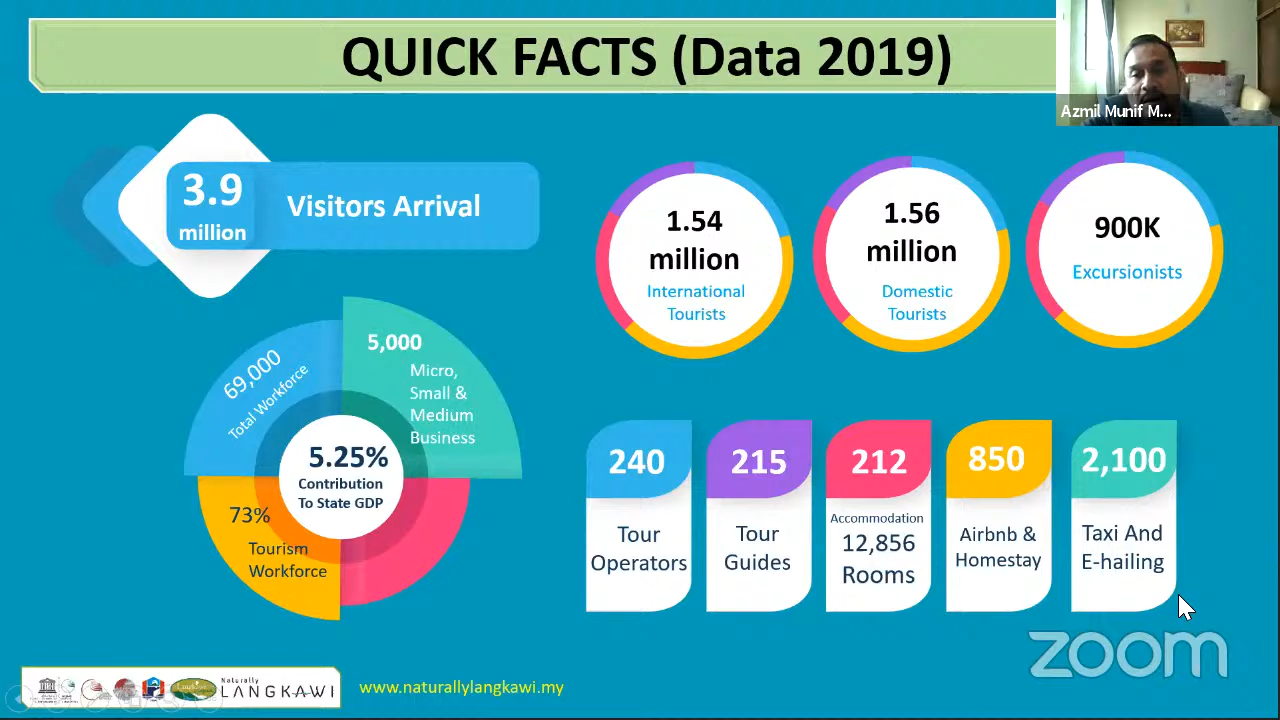 QUICK FACTS (Data 2019)
Azmil Munif M...
3.9
million
Visitors Arrival
1.54
million
International
Tourists
1.56
million
Domestic
Tourists
900K
Excursionists
69,000
Total Workforce
5,000
Micro,
Small &
Medium
Business
5.25%
Contribution
To State GDP
73%
Tourism
Workforce
240
Tour
Operators
215
Tour
Guides
212
Accommodation
12,856
Rooms
850
Airbnb &
Homestay
2,100
Taxi And
E-hailing
zoom
Naturally
LANGKAWI
www.naturallylangkawi.my